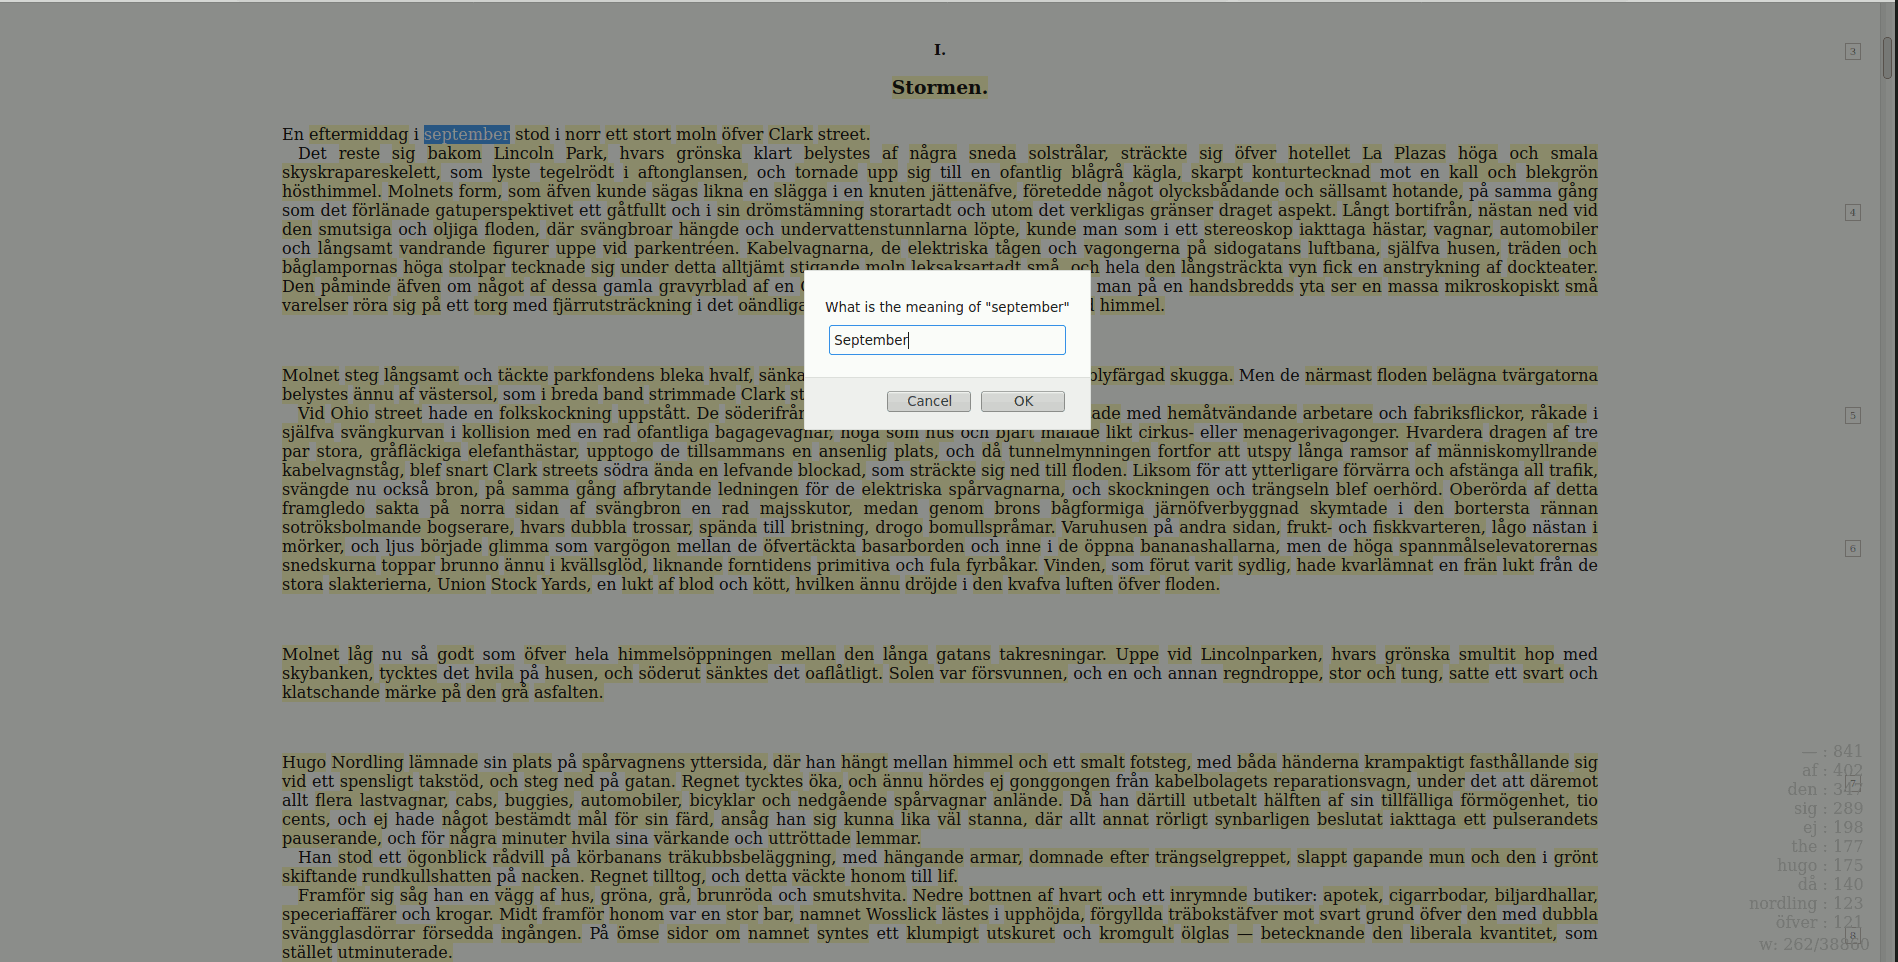 I.
3
Stormen.
En eftermiddag i september stod i norr ett stort moln öfver Clark street.
Det reste sig bakom Lincoln Park, hvars grönska klart belystes af några sneda solstrålar, sträckte sig öfver hotellet La Plazas höga och smala
skyskrapareskelett, som lyste tegelrödt i aftonglansen, och tornade upp sig till en ofantlig blågrå kägla, skarpt konturtecknad mot en kall och blekgrön
hösthimmel. Molnets form, som äfven kunde sägas likna en slägga i en knuten jättenäfve, företedde något olycksbådande och sällsamt hotande, på samma gång
som det förlänade gatuperspektivet ett gåtfullt och i sin drömstämning storartadt och utom det verkligas gränser draget aspekt. Långt bortifrån, nästan ned vid
4
den smutsiga och oljiga floden, där svängbroar hängde och undervattenstunnlarna löpte, kunde man som i ett stereoskop iakttaga hästar, vagnar, automobiler
och långsamt vandrande figurer uppe vid parkentréen. Kabelvagnarna, de elektriska tågen och vagongerna på sidogatans luftbana, själfva husen, träden och
båglampornas höga stolpar tecknade sig under detta alltjämt stigande moln leksaksartadt små, och hela den långsträckta vyn fick en anstrykning af dockteater.
Den påminde äfven om något af dessa gamla gravyrblad af en man på en handsbredds yta ser en massa mikroskopiskt små
varelser röra sig på ett torg med fjärrutsträckning i det oändliga himmel.
What is the meaning of "september"
September
Cancel OK
Molnet steg långsamt och täckte parkfondens bleka hvalf, sänka blyfärgad skugga. Men de närmast floden belägna tvärgatorna
belystes ännu af västersol, som i breda band strimmade Clark
Vid Ohio street hade en folkskockning uppstått. De söderifrån med hemåtvändande arbetare och fabriksflickor, råkade i
5
själfva svängkurvan i kollision med en rad ofantliga bagagevagnar, höga som hus och bjärt målade likt cirkus- eller menagerivagonger. Hvardera dragen af tre
par stora, gråfläckiga elefanthästar, upptogo de tillsammans en ansenlig plats, och då tunnelmynningen fortfor att utspy långa ramsor af människomyllrande
kabelvagnståg, blef snart Clark streets södra ända en lefvande blockad, som sträckte sig ned till floden. Liksom för att ytterligare förvärra och afstänga all trafik,
svängde nu också bron, på samma gång afbrytande ledningen för de elektriska spårvagnarna, och skockningen och trängseln blef oerhörd. Oberörda af detta
framgledo sakta på norra sidan af svängbron en rad majsskutor, medan genom brons bågformiga järnöfverbyggnad skymtade i den bortersta rännan
sotröksbolmande bogserare, hvars dubbla trossar, spända till bristning, drogo bomullspråmar. Varuhusen på andra sidan, frukt- och fiskkvarteren, lågo nästan i
mörker, och ljus började glimma som vargögon mellan de öfvertäckta basarborden och inne i de öppna bananashallarna, men de höga spannmålselevatorernas
6
snedskurna toppar brunno ännu i kvällsglöd, liknande forntidens primitiva och fula fyrbåkar. Vinden, som förut varit sydlig, hade kvarlämnat en frän lukt från de
stora slakterierna, Union Stock Yards, en lukt af blod och kött, hvilken ännu dröjde i den kvafva luften öfver floden.
Molnet låg nu så godt som öfver hela himmelsöppningen mellan den långa gatans takresningar. Uppe vid Lincolnparken, hvars grönska smultit hop med
skybanken, tycktes det hvila på husen, och söderut sänktes det oaflåtligt. Solen var försvunnen, och en och annan regndroppe, stor och tung, satte ett svart och
klatschande märke på den grå asfalten.
Hugo Nordling lämnade sin plats på spårvagnens yttersida, där han hängt mellan himmel och ett smalt fotsteg, med båda händerna krampaktigt fasthållande sig
vid ett spensligt takstöd, och steg ned på gatan. Regnet tycktes öka, och ännu hördes ej gonggongen från kabelbolagets reparationsvagn, under det att däremot
7
allt flera lastvagnar, cabs, buggies, automobiler, bicyklar och nedgående spårvagnar anlände. Då han därtill utbetalt hälften af sin tillfälliga förmögenhet, tio
cents, och ej hade något bestämdt mål för sin färd, ansåg han sig kunna lika väl stanna, där allt annat rörligt synbarligen beslutat iakttaga ett pulserandets
pauserande, och för några minuter hvila sina värkande och uttröttade lemmar.
Han stod ett ögonblick rådvill på körbanans träkubbsbeläggning, med hängande armar, domnade efter trängselgreppet, slappt gapande mun och den i grönt
skiftande rundkullshatten på nacken. Regnet tilltog, och detta väckte honom till lif.
Framför sig såg han en vägg af hus, gröna, grå, brunröda och smutshvita. Nedre bottnen af hvart och ett inrymnde butiker: apotek, cigarrbodar, biljardhallar,
speceriaffärer och krogar. Midt framför honom var en stor bar, namnet Wosslick lästes i upphöjda, förgyllda träbokstäfver mot svart grund öfver den med dubbla
svängglasdörrar försedda ingången. På ömse sidor om namnet syntes ett klumpigt utskuret och kromgult ölglas — betecknande den liberala kvantitet, som
8
stället utminuterade.
— : 841
af : 402
den : 347
sig : 289
ej : 198
the : 177
hugo : 175
då : 140
nordling : 123
öfver : 121
w: 262/38860